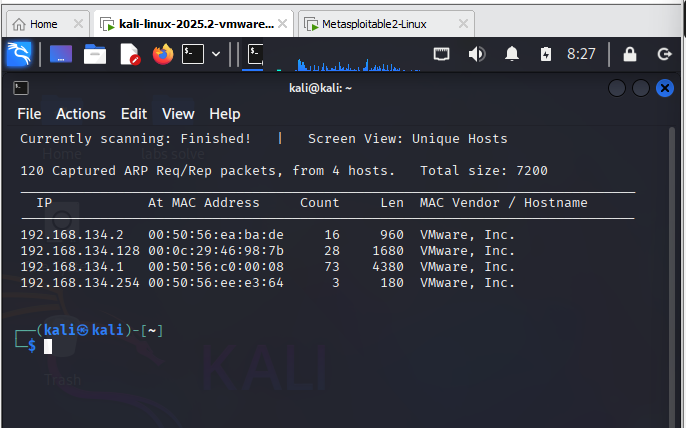 Home kali-linux-2025.2-vmware... Metasploitable2-Linux
8:27
kali@kali: ~
File Actions Edit View Help
Currently scanning: Finished! | Screen View: Unique Hosts
120 Captured ARP Req/Rep packets, from 4 hosts. Total size: 7200
IP At MAC Address Count Len MAC Vendor / Hostname
192.168.134.2 00:50:56:ea:ba:de 16 960 VMware, Inc.
192.168.134.128 00:0c:29:46:98:7b 28 1680 VMware, Inc.
192.168.134.1 00:50:56:c0:00:08 73 4380 VMware, Inc.
192.168.134.254 00:50:56:ee:e3:64 3 180 VMware, Inc.
(kali㉿kali)-[~]
$
Home
Trash
KALI